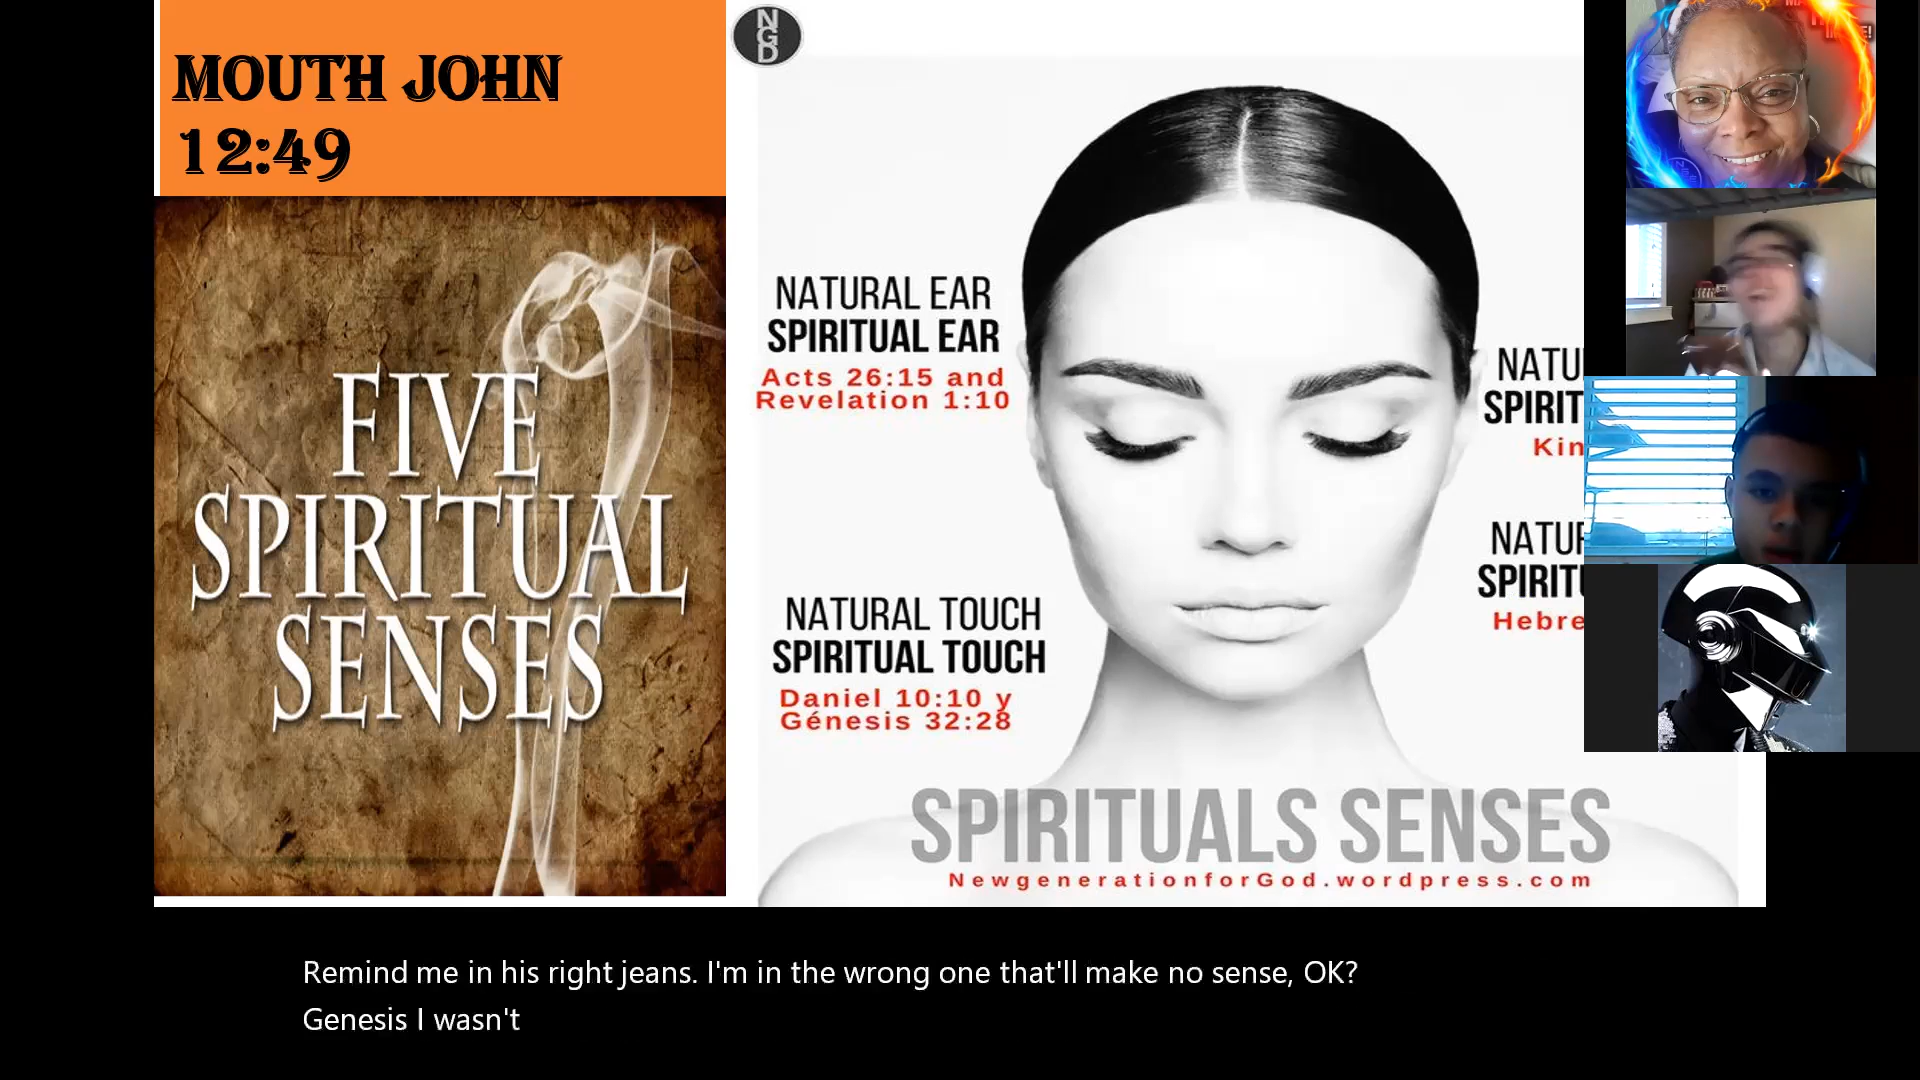 MOUTH JOHN
12:49
FIVE
SPIRITUAL
SENSES
NGD
NATURAL EAR
SPIRITUAL EAR
Acts 26:15 and
Revelation 1:10
NATURAL TOUCH
SPIRITUAL TOUCH
Daniel 10:10 y
Génesis 32:28
NATU
SPIRIT
Kin
NATUR
SPIRITU
Hebre
SPIRITUALS SENSES
NewgenerationforGod.wordpress.com
Remind me in his right jeans. I'm in the wrong one that'll make no sense, OK?
Genesis I wasn't